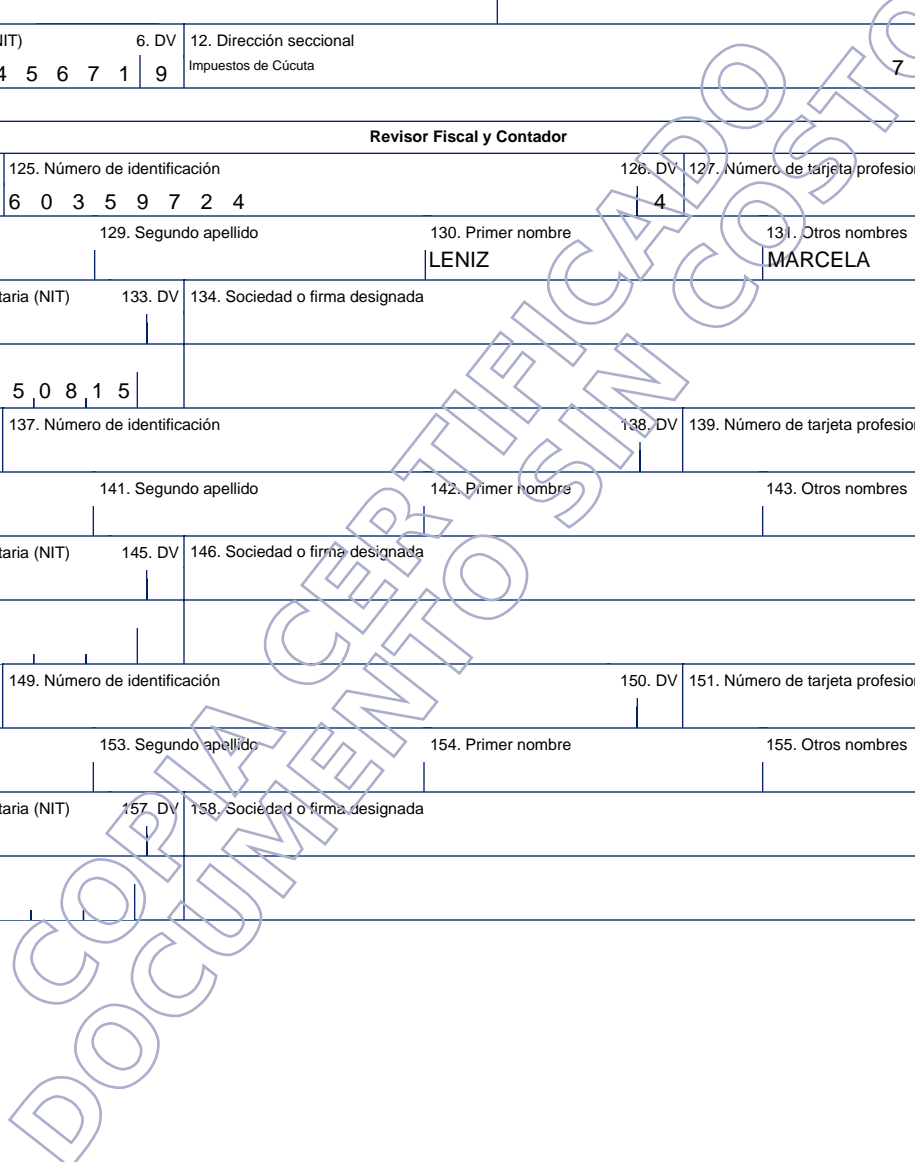 NIT) 6. DV 12. Dirección seccional
4 5 6 7 1 9 Impuestos de Cúcuta 7
Revisor Fiscal y Contador
125. Número de identificación 126. DV 127. Número de tarjeta profesion
6 0 3 5 9 7 2 4 4
129. Segundo apellido 130. Primer nombre 131. Otros nombres
LENIZ MARCELA
taria (NIT) 133. DV 134. Sociedad o firma designada
5 0 8 1 5
137. Número de identificación 138. DV 139. Número de tarjeta profesion
141. Segundo apellido 142. Primer nombre 143. Otros nombres
taria (NIT) 145. DV 146. Sociedad o firma designada
149. Número de identificación 150. DV 151. Número de tarjeta profesion
153. Segundo apellido 154. Primer nombre 155. Otros nombres
taria (NIT) 157. DV 158. Sociedad o firma designada
COPIA CERTIFICADO
DOCUMENTO SIN COSTO